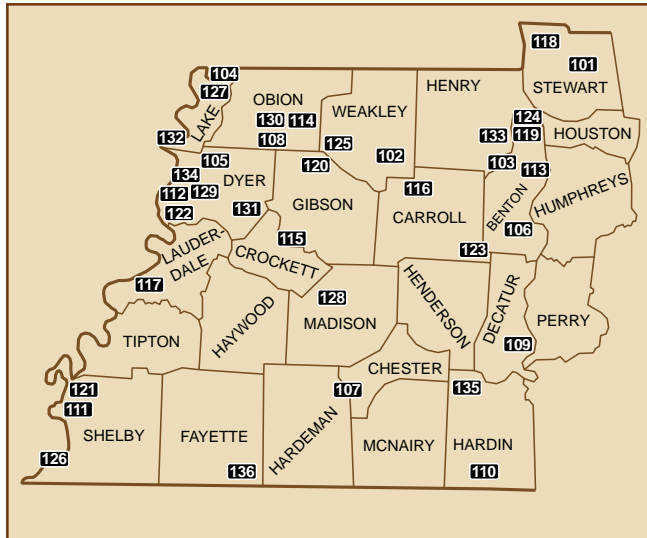 118
101
STEWART
104
127
LAKE
OBION
130
114
108
WEAKLEY
125
102
HENRY
124
133
119
HOUSTON
132
105
134
DYER
112
129
122
131
120
GIBSON
116
CARROLL
103
113
BENTON
106
HUMPHREYS
LAUDER-
DALE
117
115
CROCKETT
123
HAYWOOD
128
MADISON
HENDERSON
DECATUR
109
PERRY
TIPTON
CHESTER
107
135
121
111
SHELBY
126
FAYETTE
136
HARDEMAN
MCNAIRY
HARDIN
110